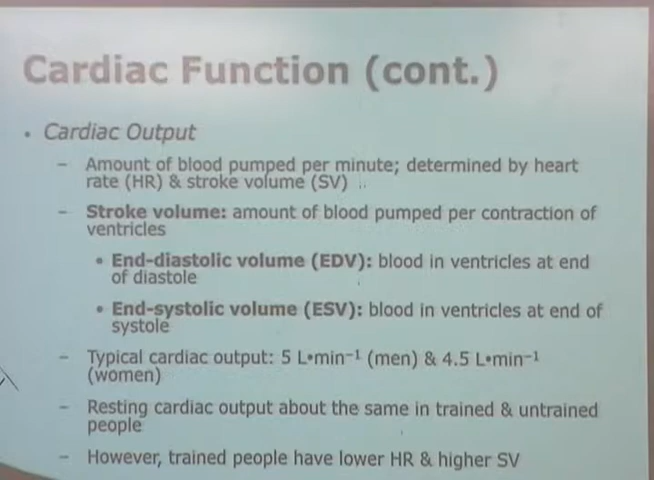 Cardiac Function (cont.)
• Cardiac Output
– Amount of blood pumped per minute; determined by heart
rate (HR) & stroke volume (SV)
– Stroke volume: amount of blood pumped per contraction of
ventricles
• End-diastolic volume (EDV): blood in ventricles at end
of diastole
• End-systolic volume (ESV): blood in ventricles at end of
systole
– Typical cardiac output: 5 L•min⁻¹ (men) & 4.5 L•min⁻¹
(women)
– Resting cardiac output about the same in trained & untrained
people
– However, trained people have lower HR & higher SV